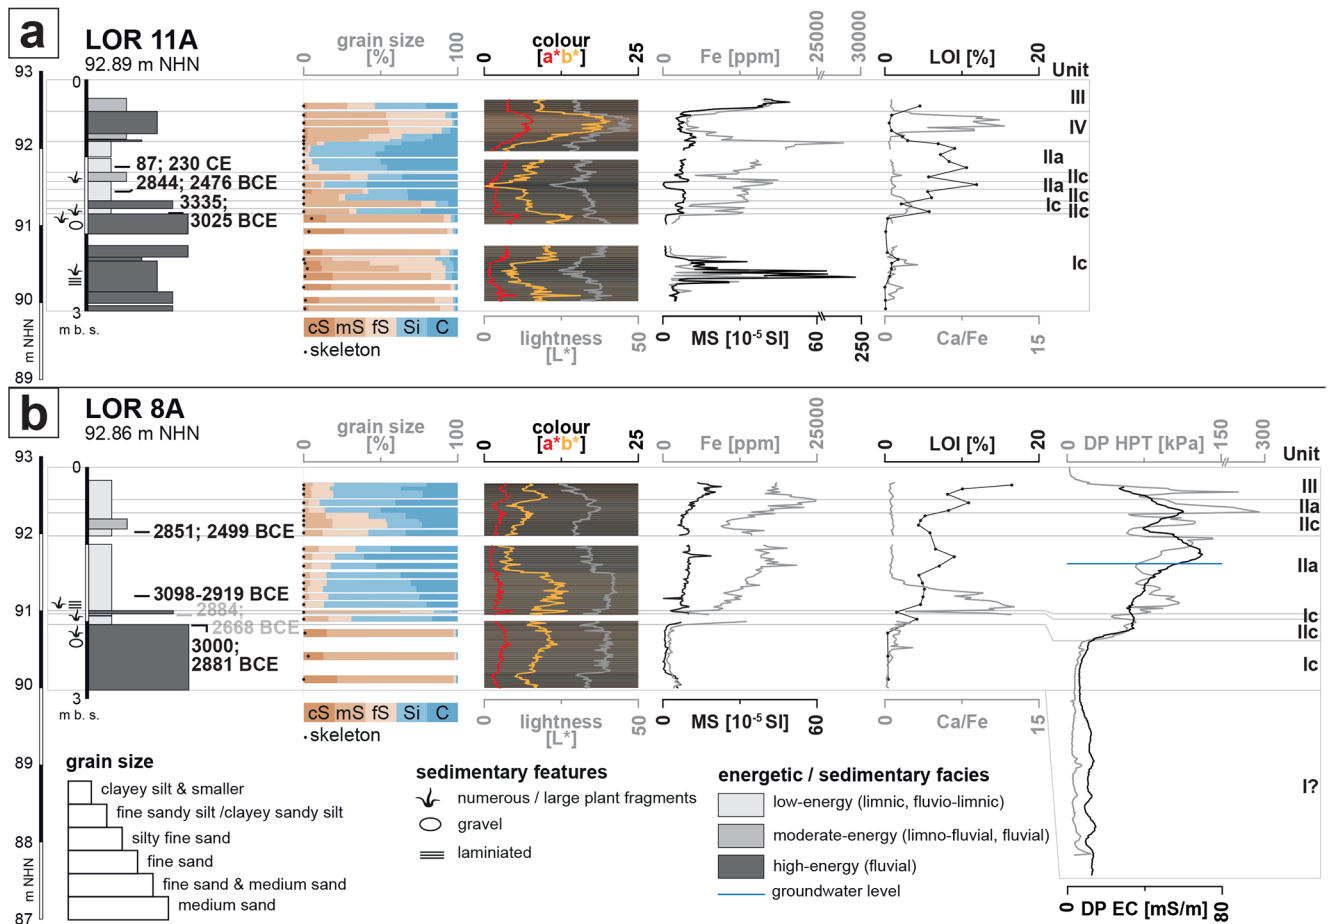 a
LOR 11A
92.89 m NHN
grain size
[%]
0
100
colour
[a*b*]
0
25
Fe [ppm]
0
25000
30000
LOI [%]
0
20
Unit
93
92
91
90
89
m NHN
0
3
m b. s.
87; 230 CE
2844; 2476 BCE
3335;
3025 BCE
III
IV
IIa
IIc
IIa
IIc
Ic
IIc
Ic
cS mS fS Si C
skeleton
0
lightness
[L*]
50
0
MS [10-5 SI]
60
250
0
Ca/Fe
15
b
LOR 8A
92.86 m NHN
grain size
[%]
0
100
colour
[a*b*]
0
25
Fe [ppm]
0
25000
LOI [%]
0
20
DP HPT [kPa]
0
150
300
Unit
93
92
91
90
89
88
87
m NHN
0
3
m b. s.
2851; 2499 BCE
3098-2919 BCE
2884;
2668 BCE
3000;
2881 BCE
III
IIa
IIc
IIa
Ic
IIc
Ic
I?
cS mS fS Si C
skeleton
0
lightness
[L*]
50
0
MS [10-5 SI]
60
0
Ca/Fe
15
0
DP EC [mS/m]
80
grain size
clayey silt & smaller
fine sandy silt /clayey sandy silt
silty fine sand
fine sand
fine sand & medium sand
medium sand
sedimentary features
numerous / large plant fragments
gravel
laminiated
energetic / sedimentary facies
low-energy (limnic, fluvio-limnic)
moderate-energy (limno-fluvial, fluvial)
high-energy (fluvial)
groundwater level